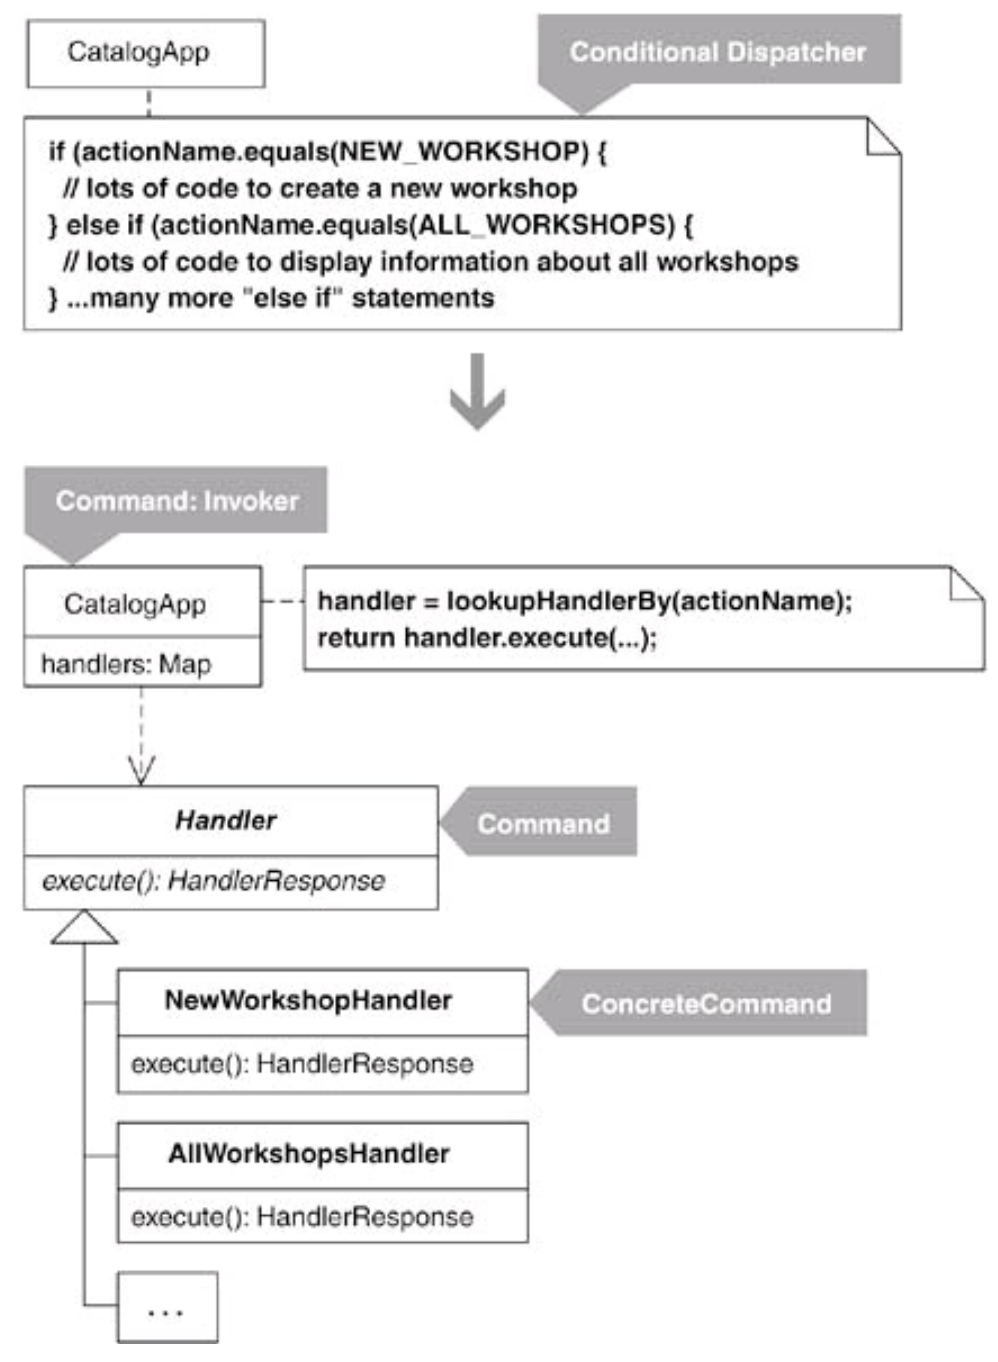 CatalogApp
Conditional Dispatcher
if (actionName.equals(NEW_WORKSHOP) {
// lots of code to create a new workshop
} else if (actionName.equals(ALL_WORKSHOPS) {
// lots of code to display information about all workshops
} ...many more "else if" statements
Command: Invoker
CatalogApp
handlers: Map
handler = lookupHandlerBy(actionName);
return handler.execute(...);
Handler
execute(): HandlerResponse
Command
NewWorkshopHandler
execute(): HandlerResponse
ConcreteCommand
AllWorkshopsHandler
execute(): HandlerResponse
...